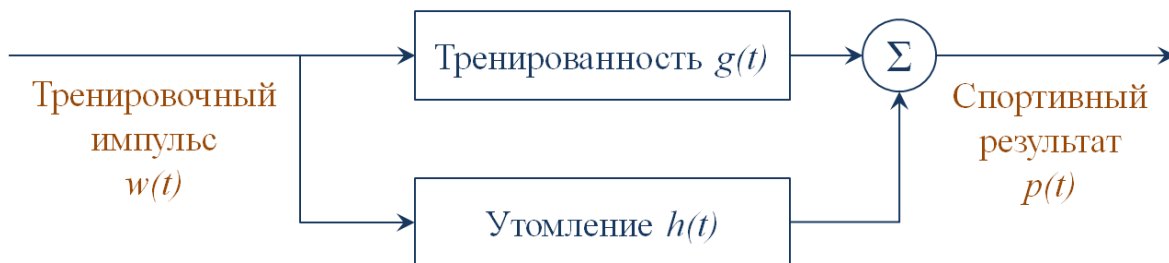 Тренированность g(t)
Σ
Тренировочный
импульс
w(t)
Спортивный
результат
p(t)
Утомление h(t)